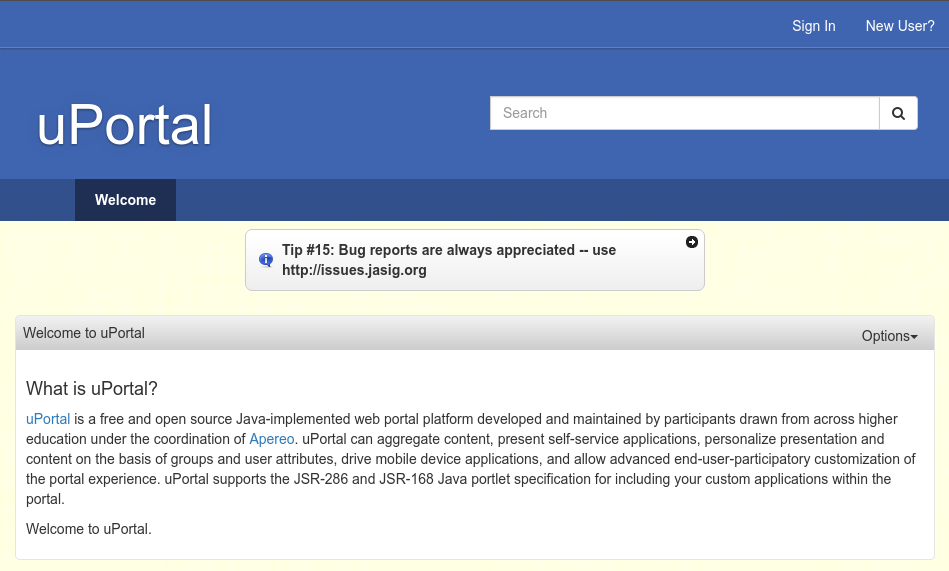 Sign In New User?
uPortal
Search
Welcome
Tip #15: Bug reports are always appreciated -- use
http://issues.jasig.org
Welcome to uPortal
Options
What is uPortal?
uPortal is a free and open source Java-implemented web portal platform developed and maintained by participants drawn from across higher
education under the coordination of Apereo. uPortal can aggregate content, present self-service applications, personalize presentation and
content on the basis of groups and user attributes, drive mobile device applications, and allow advanced end-user-participatory customization of
the portal experience. uPortal supports the JSR-286 and JSR-168 Java portlet specification for including your custom applications within the
portal.
Welcome to uPortal.